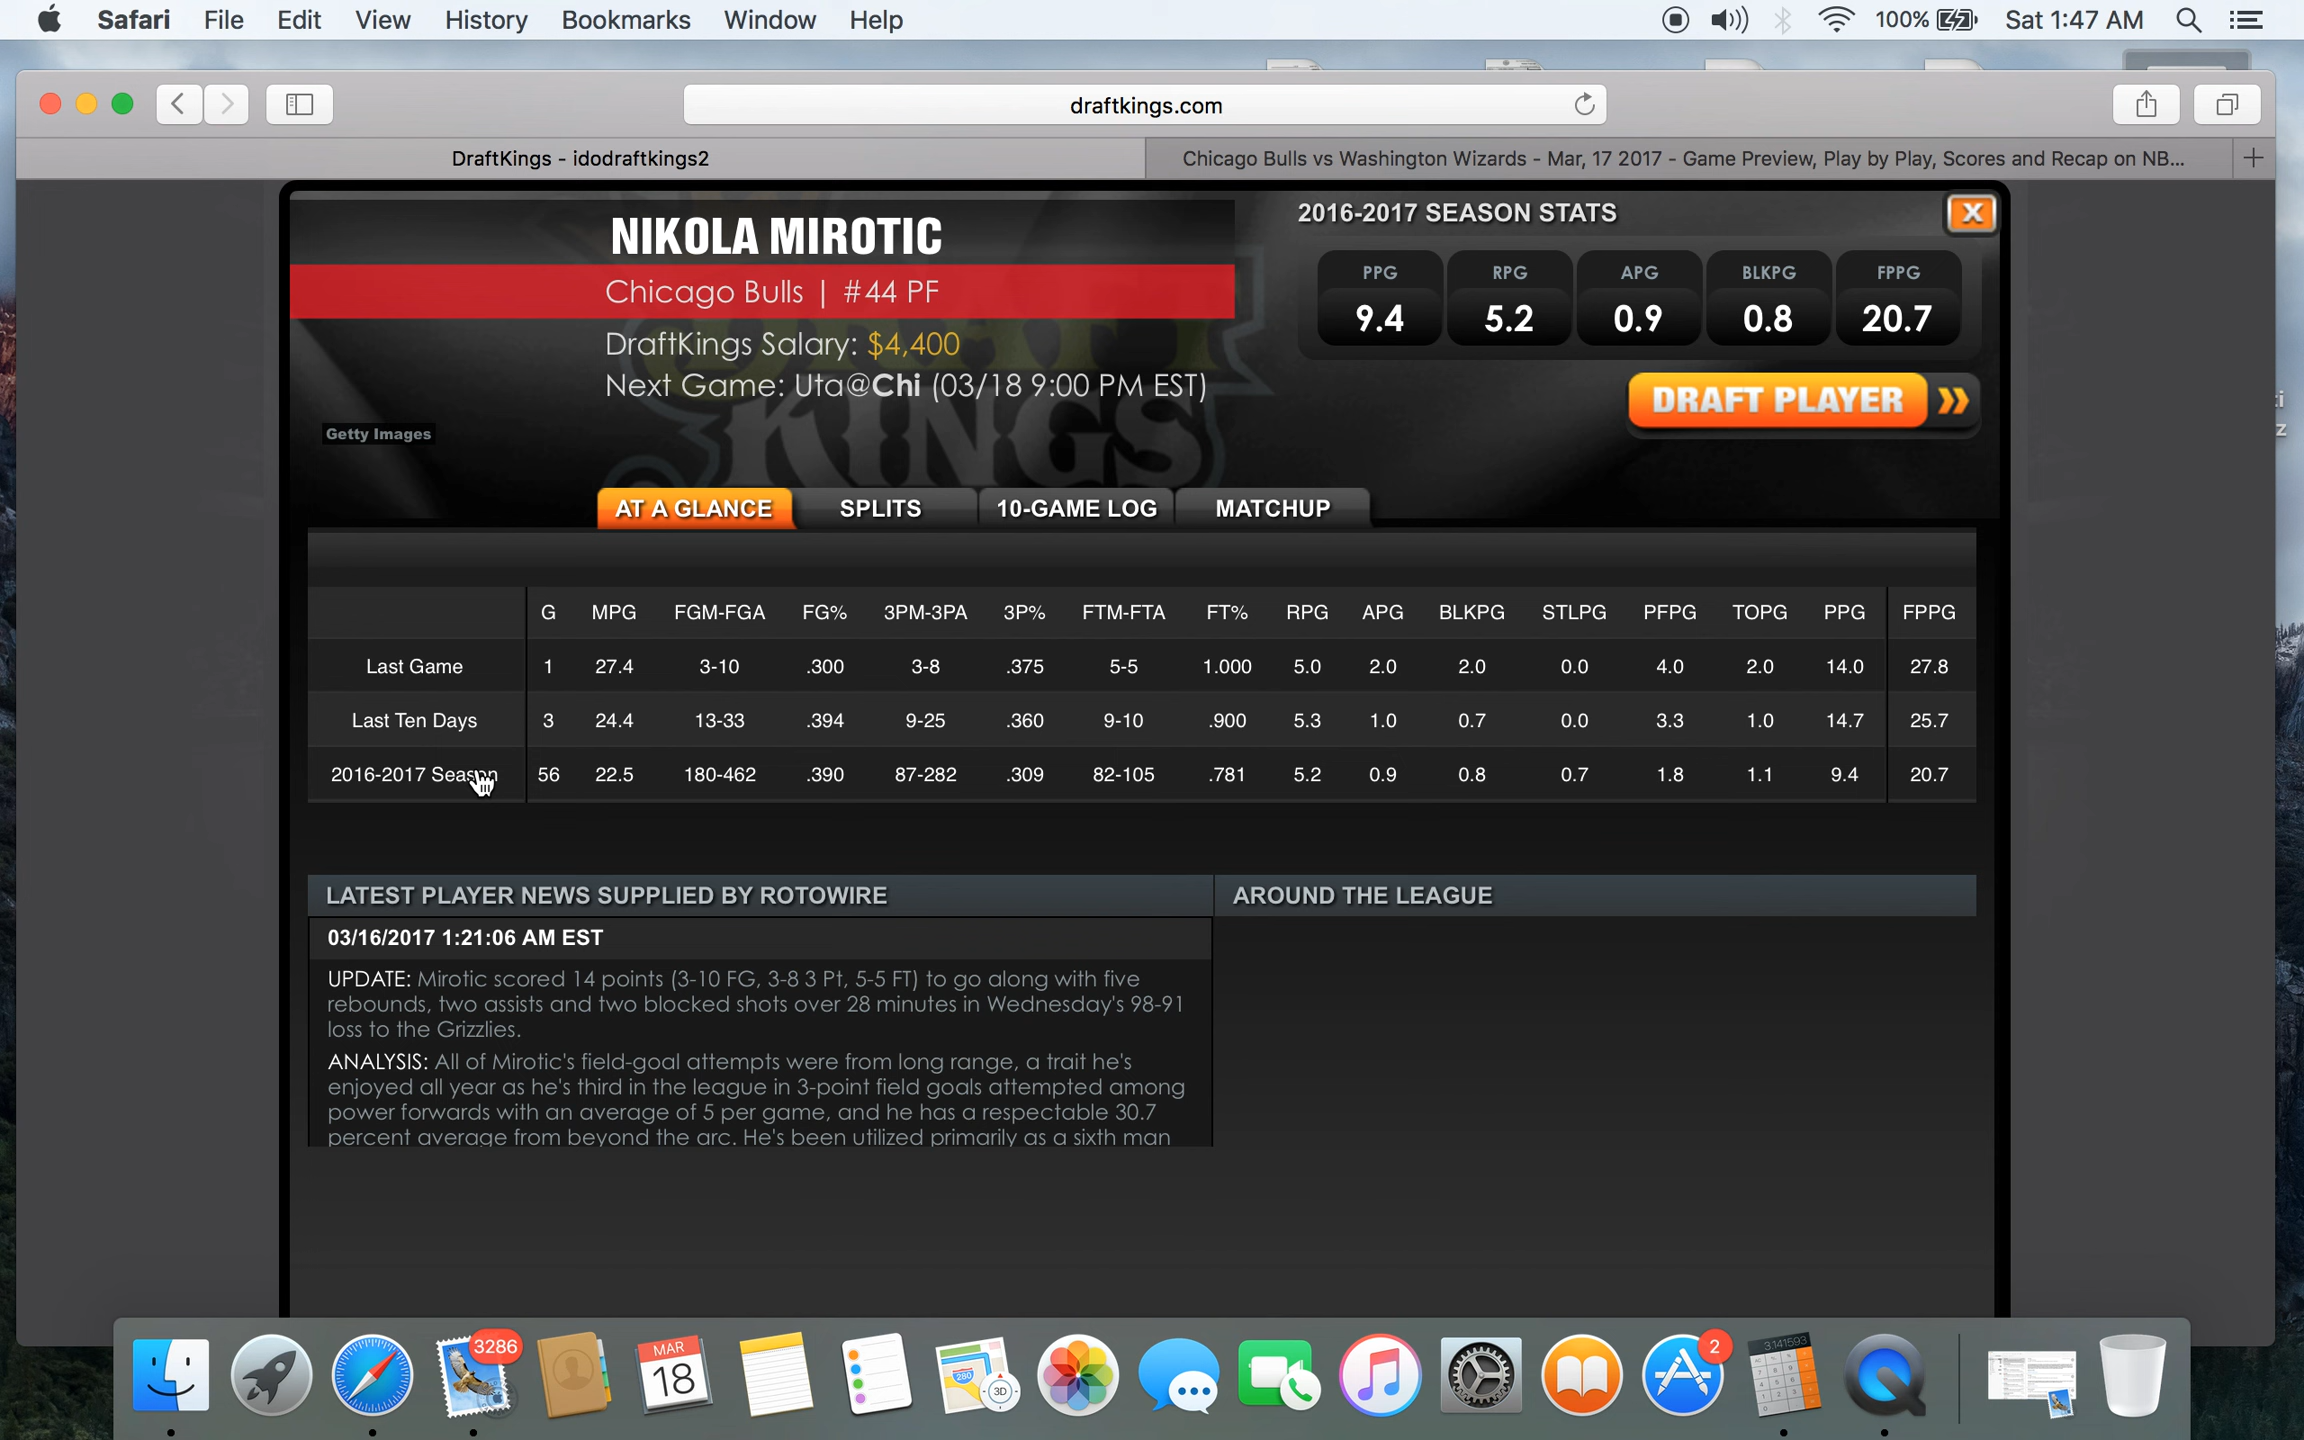 Safari File Edit View History Bookmarks Window Help 100% Sat 1:47 AM
draftkings.com
DraftKings - idodraftkings2 Chicago Bulls vs Washington Wizards - Mar, 17 2017 - Game Preview, Play by Play, Scores and Recap on NB...
NIKOLA MIROTIC
Chicago Bulls | #44 PF
DraftKings Salary: $4,400
Next Game: Uta@Chi (03/18 9:00 PM EST)
Getty Images
KINGS
2016-2017 SEASON STATS
X
PPG RPG APG BLKPG FPPG
9.4 5.2 0.9 0.8 20.7
DRAFT PLAYER
AT A GLANCE SPLITS 10-GAME LOG MATCHUP
G MPG FGM-FGA FG% 3PM-3PA 3P% FTM-FTA FT% RPG APG BLKPG STLPG PFPG TOPG PPG FPPG
Last Game 1 27.4 3-10 .300 3-8 .375 5-5 1.000 5.0 2.0 2.0 0.0 4.0 2.0 14.0 27.8
Last Ten Days 3 24.4 13-33 .394 9-25 .360 9-10 .900 5.3 1.0 0.7 0.0 3.3 1.0 14.7 25.7
2016-2017 Season 56 22.5 180-462 .390 87-282 .309 82-105 .781 5.2 0.9 0.8 0.7 1.8 1.1 9.4 20.7
LATEST PLAYER NEWS SUPPLIED BY ROTOWIRE
03/16/2017 1:21:06 AM EST
UPDATE: Mirotic scored 14 points (3-10 FG, 3-8 3 Pt, 5-5 FT) to go along with five
rebounds, two assists and two blocked shots over 28 minutes in Wednesday's 98-91
loss to the Grizzlies.
ANALYSIS: All of Mirotic's field-goal attempts were from long range, a trait he's
enjoyed all year as he's third in the league in 3-point field goals attempted among
power forwards with an average of 5 per game, and he has a respectable 30.7
percent average from beyond the arc. He's been utilized primarily as a sixth man
AROUND THE LEAGUE
3286
MAR
18
280
3D
2
3.141593